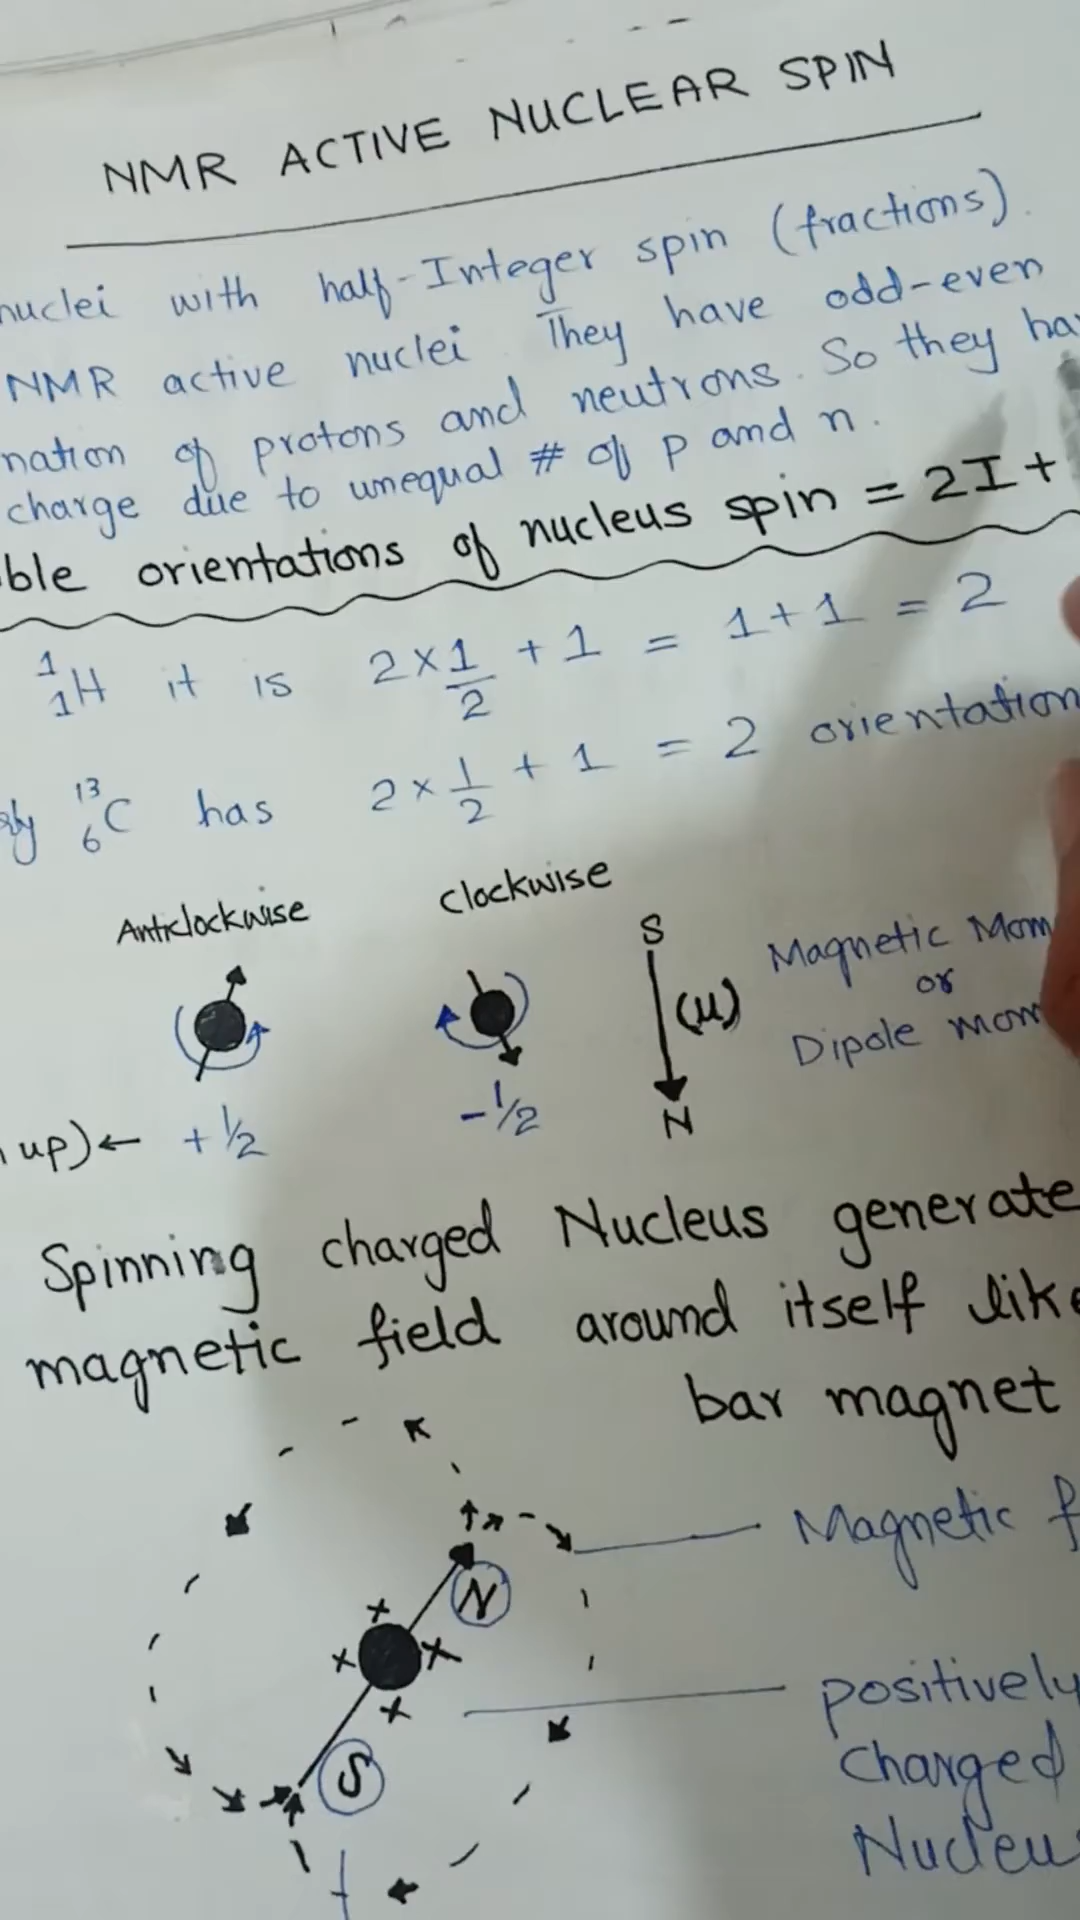 NMR ACTIVE NUCLEAR SPIN
nuclei with half-Integer spin (fractions).
NMR active nuclei They have odd-even
nation of protons and neutrons. So they ha
charge due to unequal # of p and n.
ble orientations of nucleus spin = 2I +
1 1H it is 2×1/2 + 1 = 1+1 = 2
13 6C has 2×1/2 + 1 = 2 orientation
Anticlockwise Clockwise
S
(μ) Magnetic Mom
or
Dipole mom
N
up) ← +1/2 -1/2
Spinning charged Nucleus generate
magnetic field around itself like
bar magnet
Magnetic f
N
positively
S
Charged
Nucleu